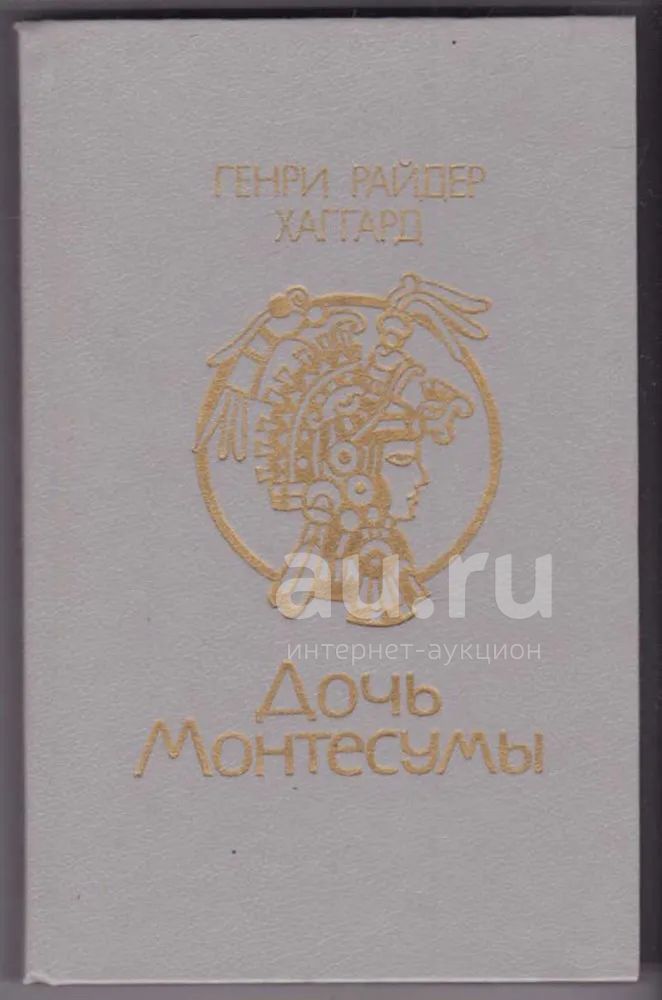 ГЕНРИ РАЙДЕР
ХАГГАРД
au.ru
интернет-аукцион
Дочь
Монтесумы